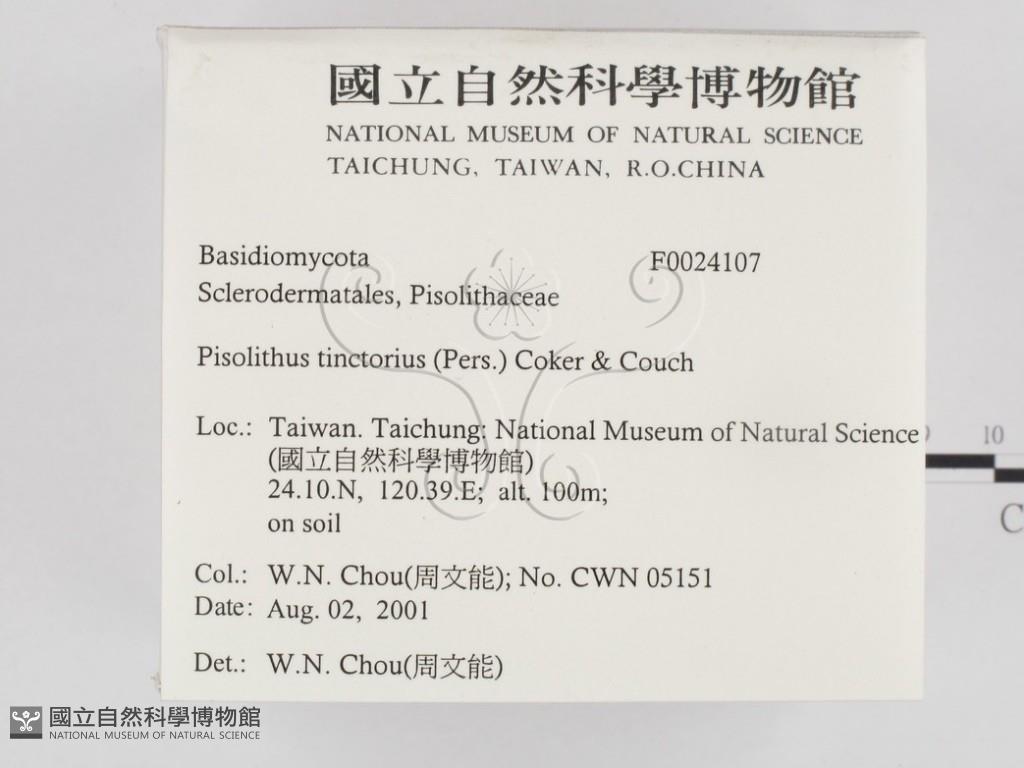 國立自然科學博物館
NATIONAL MUSEUM OF NATURAL SCIENCE
TAICHUNG, TAIWAN, R.O.CHINA
Basidiomycota F0024107
Sclerodermatales, Pisolithaceae
Pisolithus tinctorius (Pers.) Coker & Couch
Loc.: Taiwan. Taichung: National Museum of Natural Science
(國立自然科學博物館)
24.10.N, 120.39.E; alt. 100m;
on soil
Col.: W.N. Chou(周文能); No. CWN 05151
Date: Aug. 02, 2001
Det.: W.N. Chou(周文能)
10
C
國立自然科學博物館
NATIONAL MUSEUM OF NATURAL SCIENCE